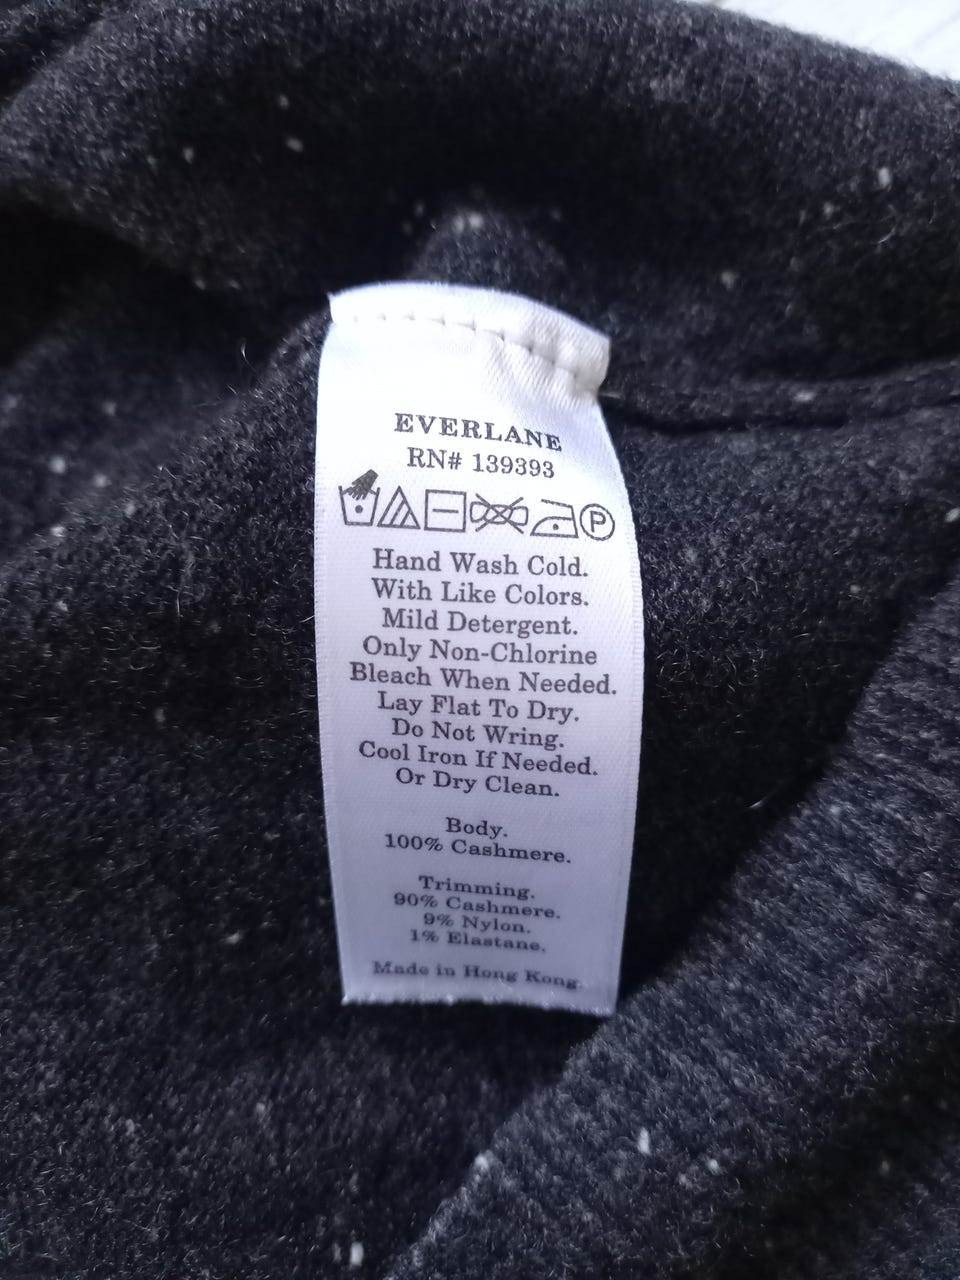 EVERLANE
RN# 139393
P
Hand Wash Cold.
With Like Colors.
Mild Detergent.
Only Non-Chlorine
Bleach When Needed.
Lay Flat To Dry.
Do Not Wring.
Cool Iron If Needed.
Or Dry Clean.
Body.
100% Cashmere.
Trimming.
90% Cashmere.
9% Nylon.
1% Elastane.
Made in Hong Kong.